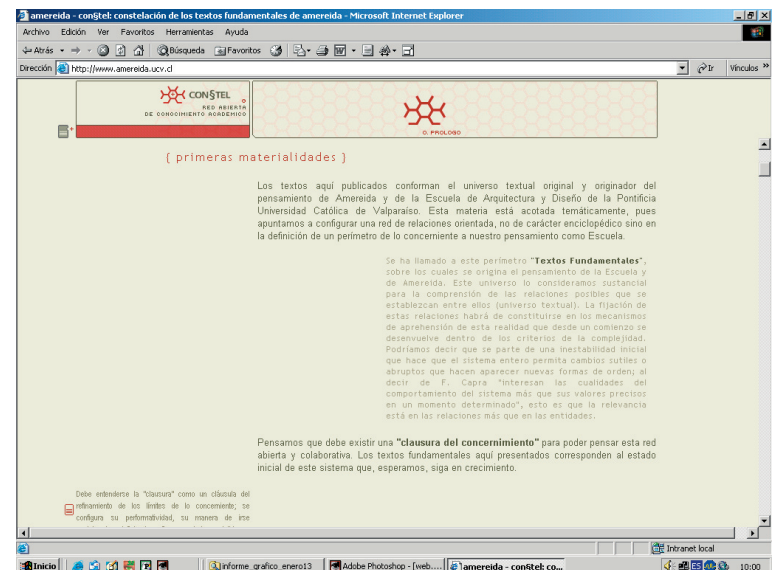 amereida - con§tel: constelación de los textos fundamentales de amereida - Microsoft Internet Explorer
Archivo Edición Ver Favoritos Herramientas Ayuda
Atrás Búsqueda Favoritos
Dirección http://www.amereida.ucv.cl Ir Vínculos »
CON§TEL
RED ABIERTA
DE CONOCIMIENTO ACADEMICO
0. PROLOGO
{ primeras materialidades }
Los textos aquí publicados conforman el universo textual original y originador del
pensamiento de Amereida y de la Escuela de Arquitectura y Diseño de la Pontificia
Universidad Católica de Valparaíso. Esta materia está acotada temáticamente, pues
apuntamos a configurar una red de relaciones orientada, no de carácter enciclopédico sino en
la definición de un perímetro de lo concerniente a nuestro pensamiento como Escuela.
Se ha llamado a este perímetro "Textos Fundamentales",
sobre los cuales se origina el pensamiento de la Escuela y
de Amereida. Este universo lo consideramos sustancial
para la comprensión de las relaciones posibles que se
establezcan entre ellos (universo textual). La fijación de
estas relaciones habrá de constituirse en los mecanismos
de aprehensión de esta realidad que desde un comienzo se
desenvuelve dentro de los criterios de la complejidad.
Podríamos decir que se parte de una inestabilidad inicial
que hace que el sistema entero permita cambios sutiles o
abruptos que hacen aparecer nuevas formas de orden; al
decir de F. Capra "interesan las cualidades del
comportamiento del sistema más que sus valores precisos
en un momento determinado", esto es que la relevancia
está en las relaciones más que en las entidades.
Pensamos que debe existir una "clausura del concernimiento" para poder pensar esta red
abierta y colaborativa. Los textos fundamentales aquí presentados corresponden al estado
inicial de este sistema que, esperamos, siga en crecimiento.
Debe entenderse la "clausura" como un cláusula del
refinamiento de los límites de lo concerniente; se
configura su performatividad, su manera de irse
Intranet local
Inicio informe_grafico_enero13 Adobe Photoshop - [web.... amereida - con§tel: co... ES 10:00